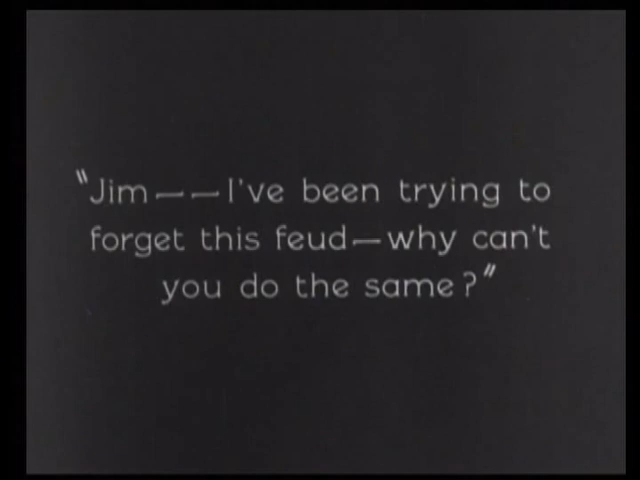 "Jim——I've been trying to
forget this feud—why can't
you do the same?"